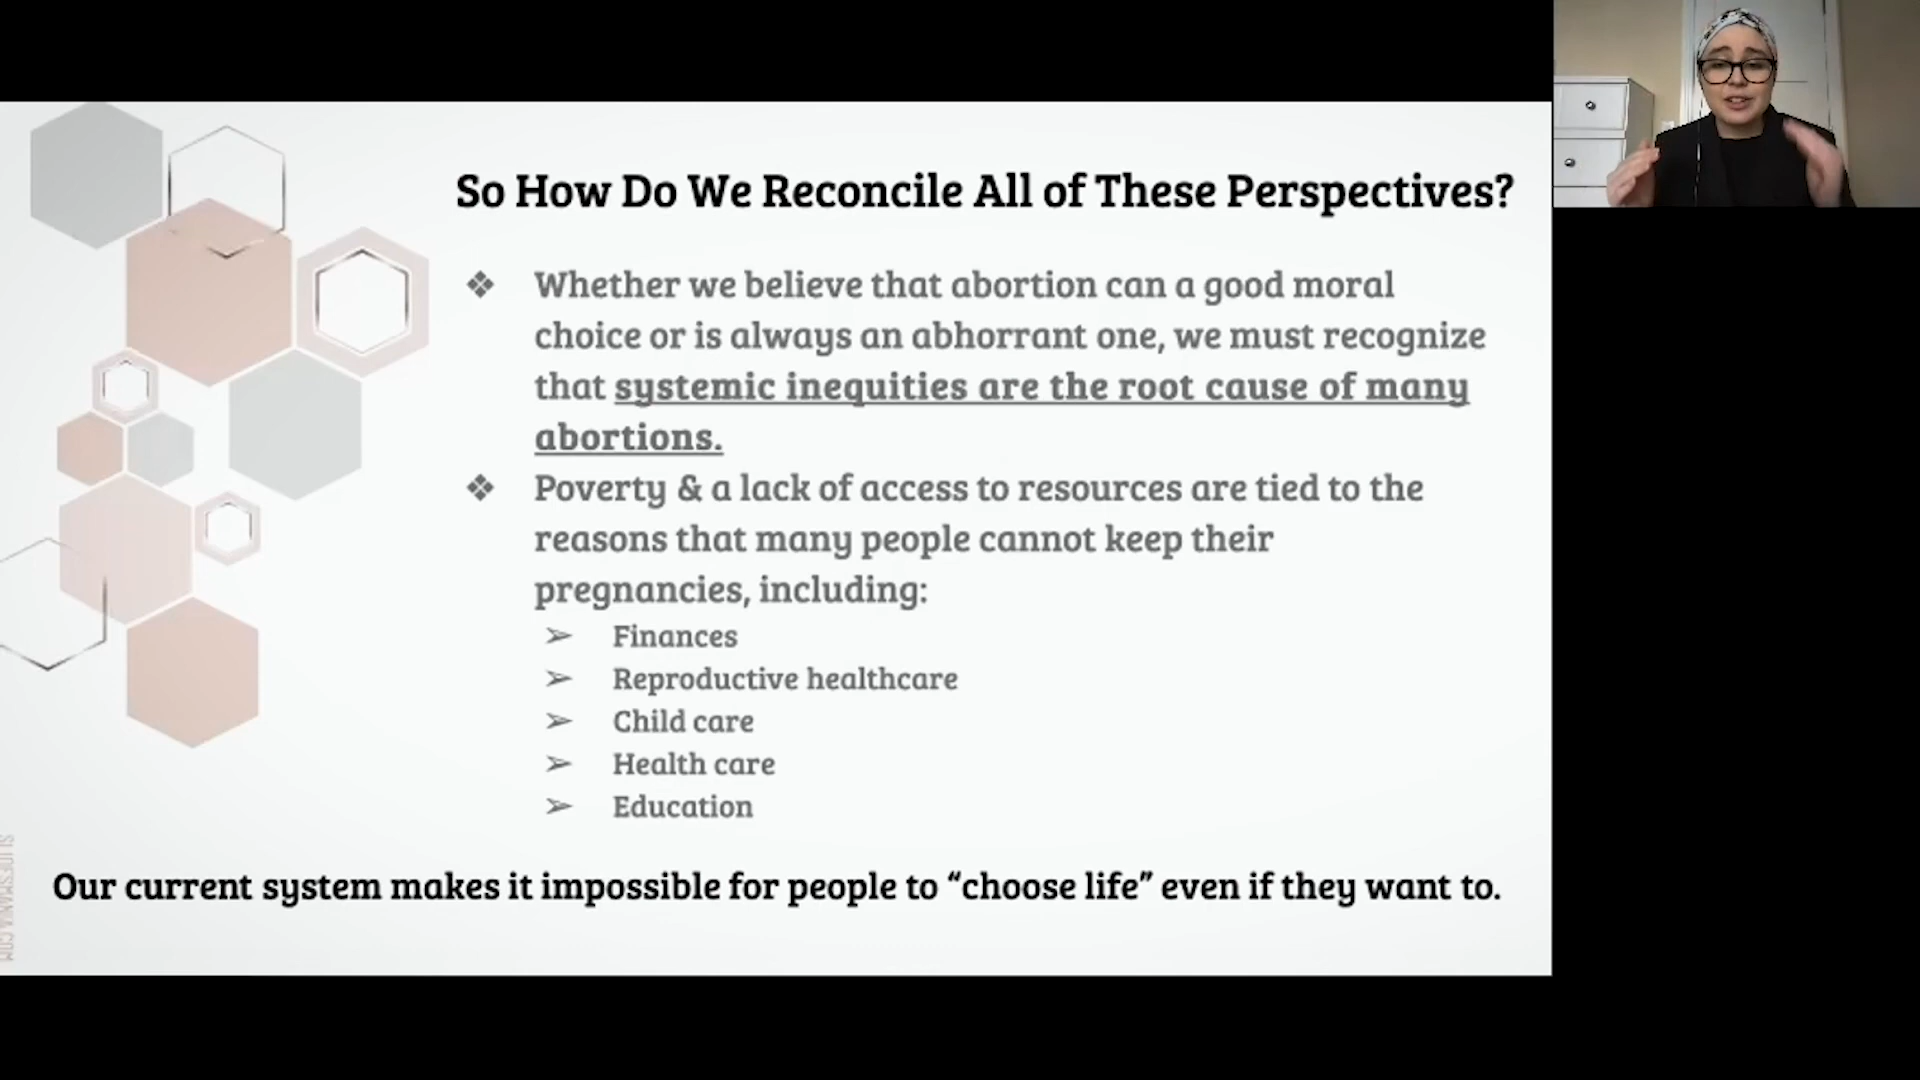 So How Do We Reconcile All of These Perspectives?
❖ Whether we believe that abortion can a good moral
choice or is always an abhorrant one, we must recognize
that systemic inequities are the root cause of many
abortions.
❖ Poverty & a lack of access to resources are tied to the
reasons that many people cannot keep their
pregnancies, including:
➢ Finances
➢ Reproductive healthcare
➢ Child care
➢ Health care
➢ Education
Our current system makes it impossible for people to “choose life” even if they want to.
SLIDESMANIA.COM